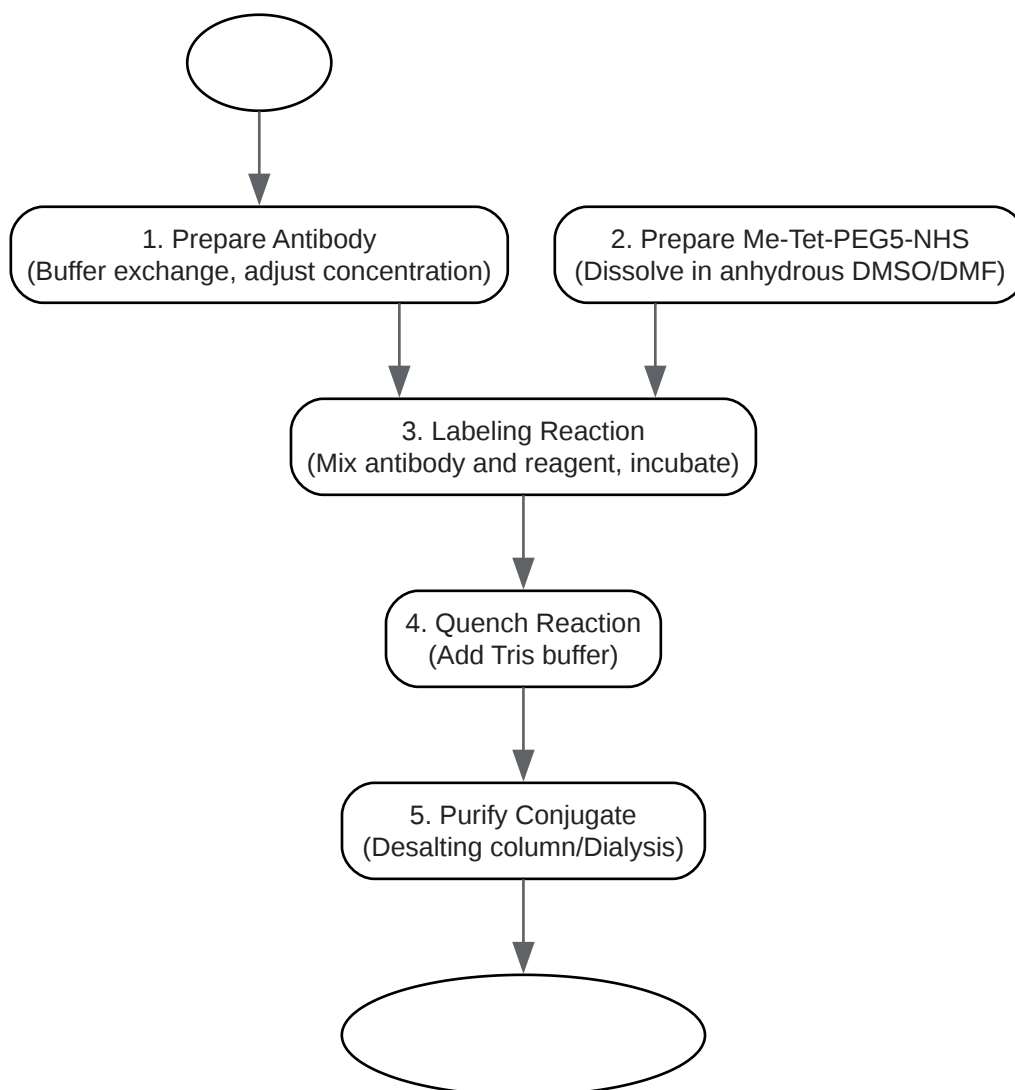 1. Prepare Antibody
(Buffer exchange, adjust concentration)
2. Prepare Me-Tet-PEG5-NHS
(Dissolve in anhydrous DMSO/DMF)
3. Labeling Reaction
(Mix antibody and reagent, incubate)
4. Quench Reaction
(Add Tris buffer)
5. Purify Conjugate
(Desalting column/Dialysis)